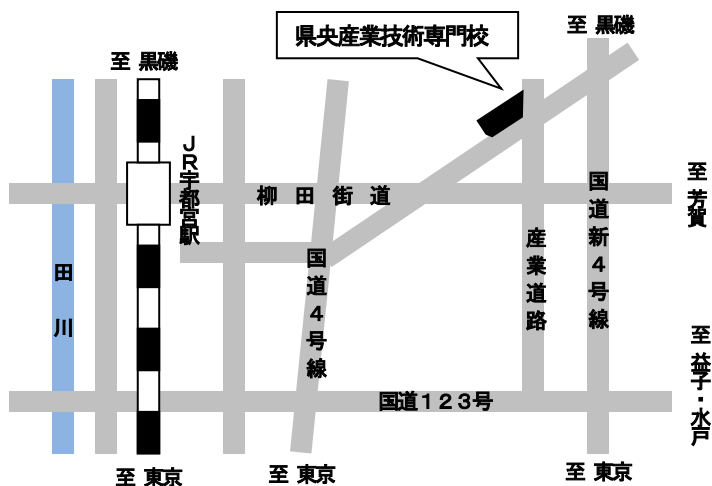 県央産業技術専門校
至 黒磯
至 黒磯
JR宇都宮駅
柳田街道
至 芳賀
国道新4号線
産業道路
田川
国道4号線
至 益子・水戸
国道123号
至 東京
至 東京
至 東京